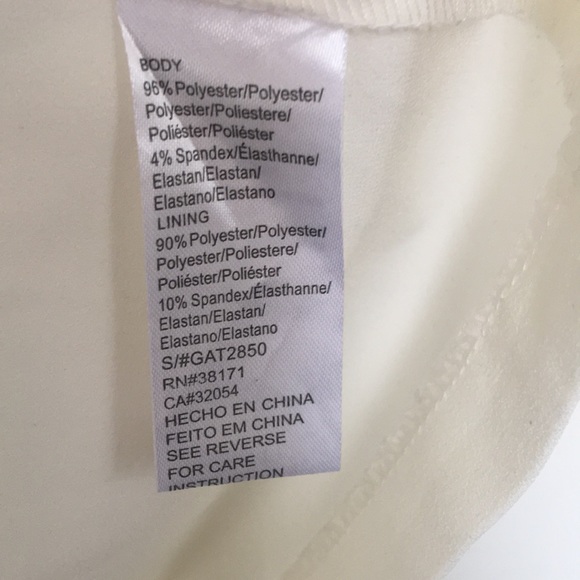 BODY
96% Polyester/Polyester/
Polyester/Poliestere/
Poliéster/Poliéster
4% Spandex/Élasthanne/
Elastan/Elastan/
Elastano/Elastano
LINING
90% Polyester/Polyester/
Polyester/Poliestere/
Poliéster/Poliéster
10% Spandex/Élasthanne/
Elastan/Elastan/
Elastano/Elastano
S/#GAT2850
RN#38171
CA#32054
HECHO EN CHINA
FEITO EM CHINA
SEE REVERSE
FOR CARE
INSTRUCTION